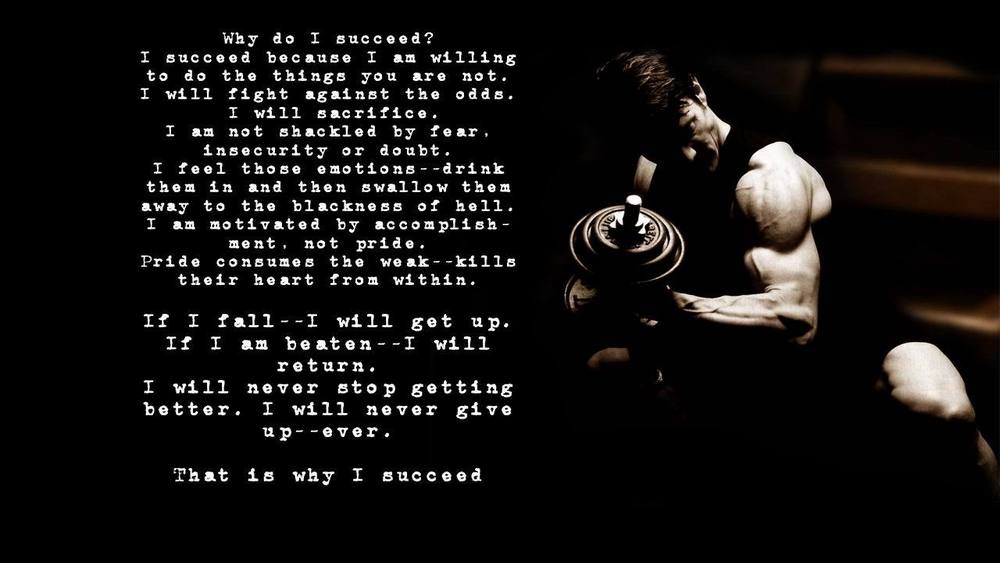 Why do I succeed?
I succeed because I am willing
to do the things you are not.
I will fight against the odds.
I will sacrifice.
I am not shackled by fear,
insecurity or doubt.
I feel those emotions--drink
them in and then swallow them
away to the blackness of hell.
I am motivated by accomplish-
ment, not pride.
Pride consumes the weak--kills
their heart from within.
If I fall--I will get up.
If I am beaten--I will
return.
I will never stop getting
better. I will never give
up--ever.
That is why I succeed